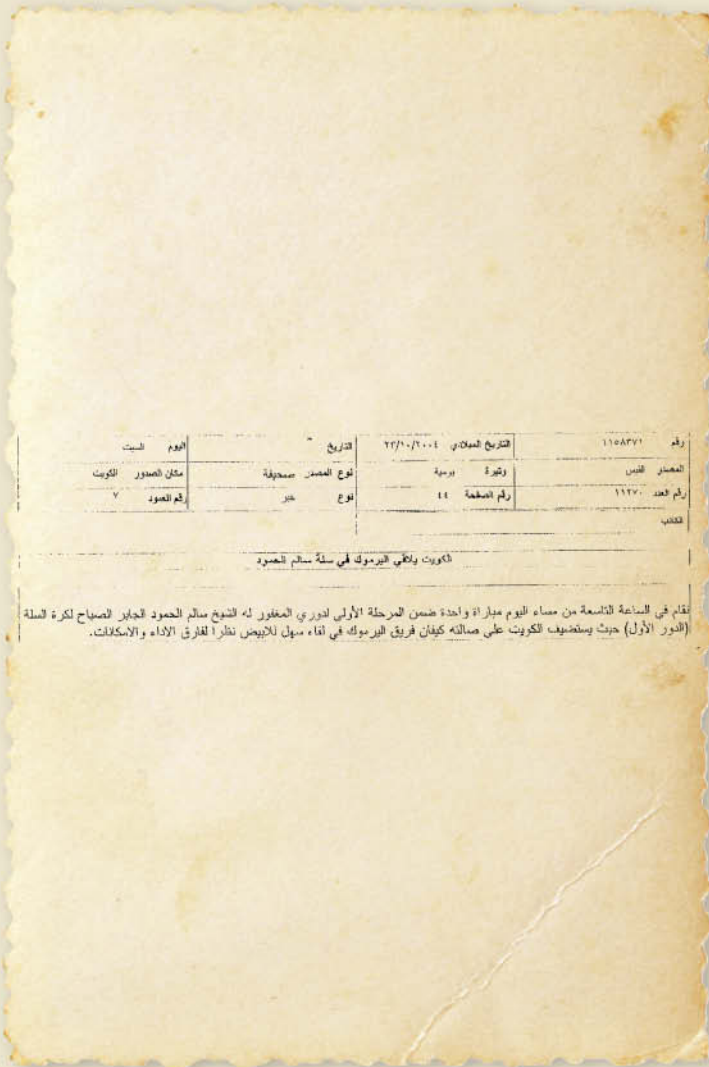 رقم ١١٥٨٣٧١ التاريخ الميلادي ٢٣/١٠/٢٠٠٤ التاريخ اليوم السبت
المصدر القبس وتيرة يومية نوع المصدر صحيفة مكان الصدور الكويت
رقم العدد ١١٢٧٠ رقم الصفحة ٤٤ نوع خبر رقم العمود ٧
الكاتب
الكويت يلاقي اليرموك في سلة سالم الحمود
تقام في الساعة التاسعة من مساء اليوم مباراة واحدة ضمن المرحلة الأولى لدوري المغفور له الشيخ سالم الحمود الجابر الصباح لكرة السلة
(الدور الأول) حيث يستضيف الكويت على صالته كيفان فريق اليرموك في لقاء سهل للابيض نظرا لفارق الاداء والامكانات.